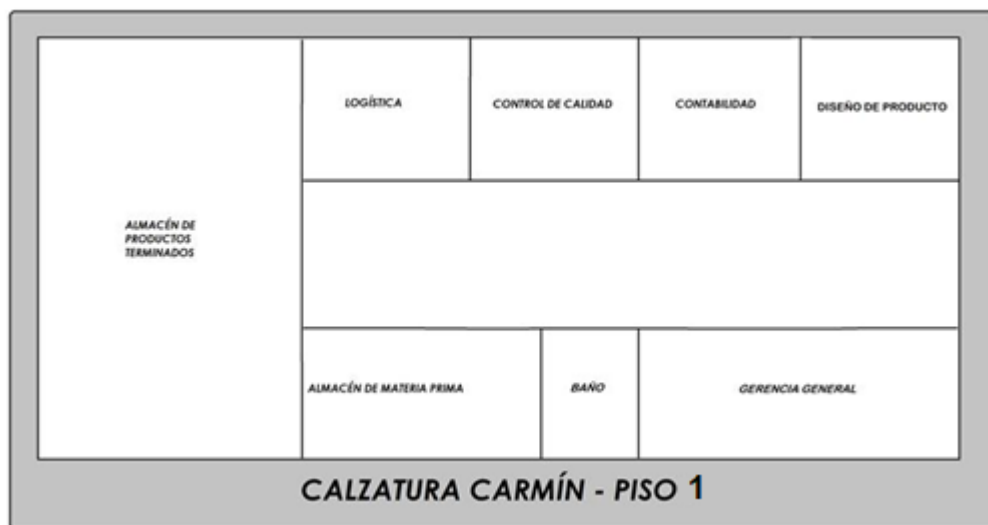 LOGÍSTICA
CONTROL DE CALIDAD
CONTABILIDAD
DISEÑO DE PRODUCTO
ALMACÉN DE
PRODUCTOS
TERMINADOS
ALMACÉN DE MATERIA PRIMA
BAÑO
GERENCIA GENERAL
CALZATURA CARMÍN - PISO 1